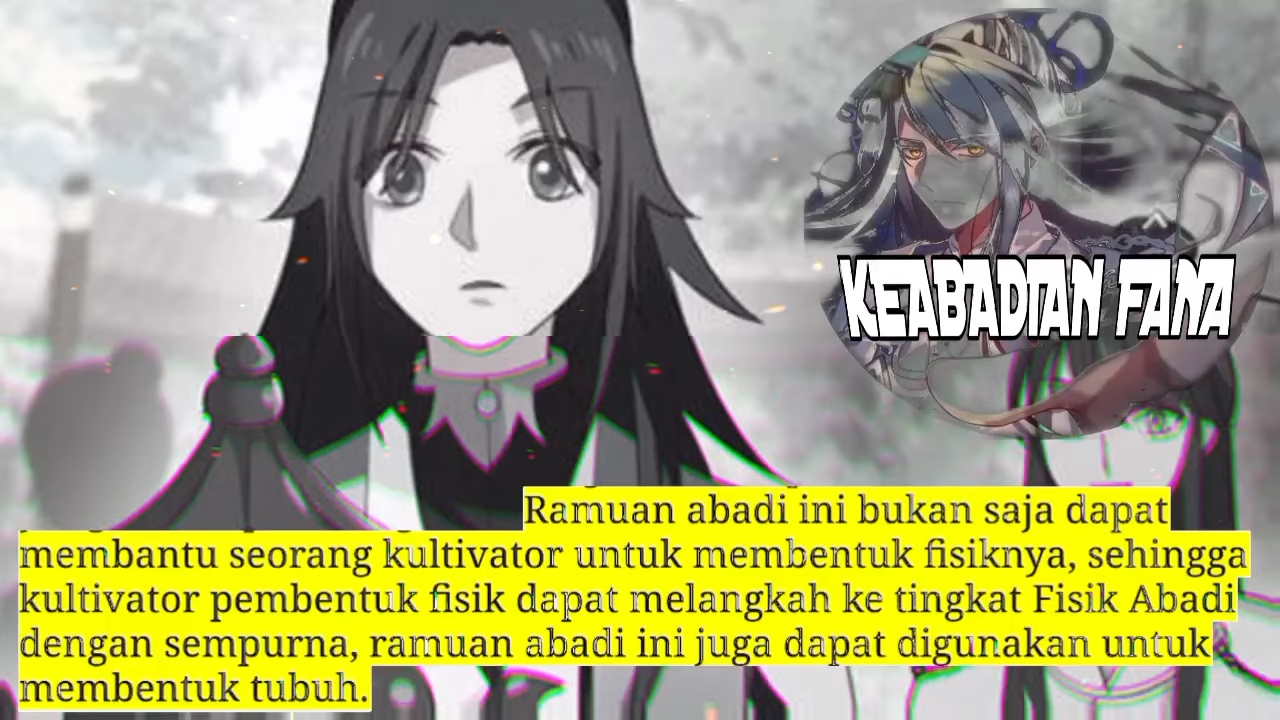 KEABADIAN FANA
Ramuan abadi ini bukan saja dapat
membantu seorang kultivator untuk membentuk fisiknya, sehingga
kultivator pembentuk fisik dapat melangkah ke tingkat Fisik Abadi
dengan sempurna, ramuan abadi ini juga dapat digunakan untuk
membentuk tubuh.